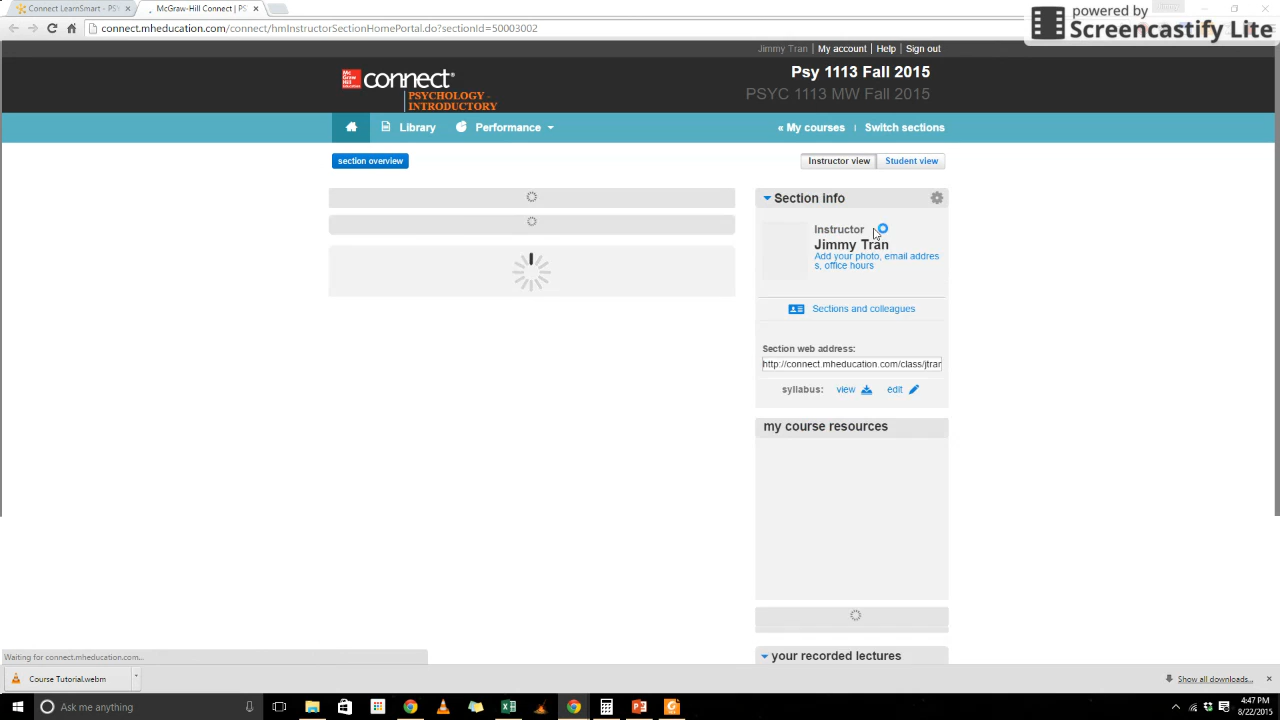 Connect LearnSmart - PSY
McGraw-Hill Connect | PS
powered by
Screencastify Lite
connect.mheducation.com/connect/hmInstructorSectionHomePortal.do?sectionId=50003002
Jimmy Tran | My account | Help | Sign out
Mc Graw Hill Education connect
PSYCHOLOGY -
INTRODUCTORY
Psy 1113 Fall 2015
PSYC 1113 MW Fall 2015
Library
Performance
« My courses | Switch sections
section overview
Instructor view
Student view
Section info
Instructor
Jimmy Tran
Add your photo, email addres
s, office hours
Sections and colleagues
Section web address:
http://connect.mheducation.com/class/jtran
syllabus: view edit
my course resources
your recorded lectures
Waiting for connect.mheducation.com...
Course Tutorial.webm
Show all downloads...
Ask me anything
4:47 PM
8/22/2015